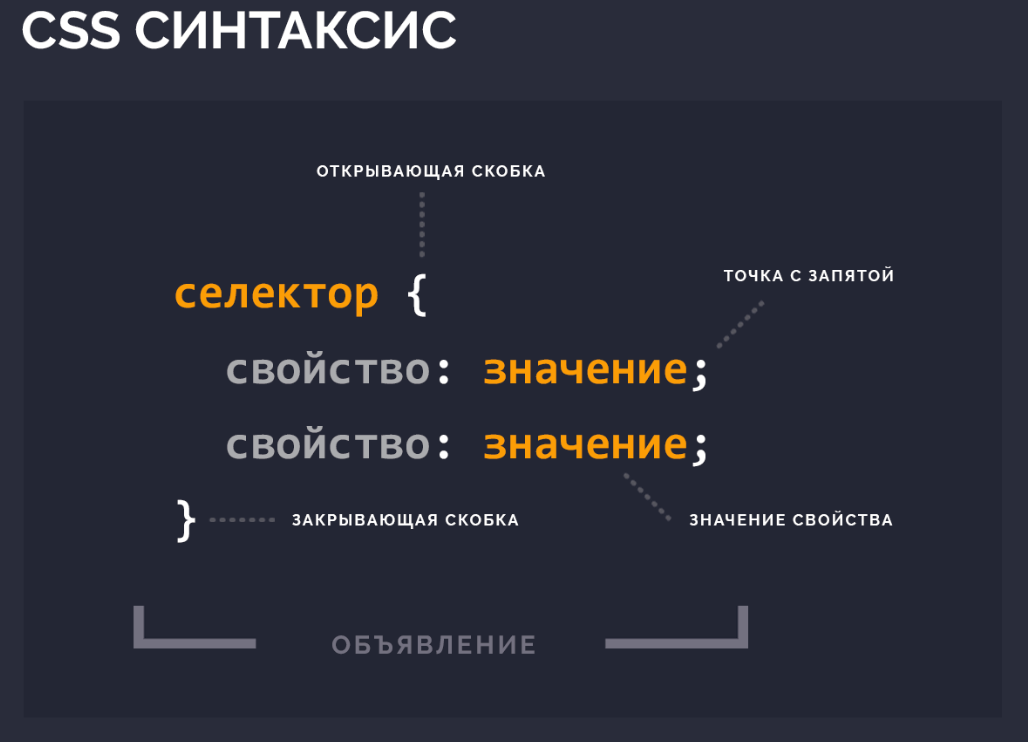 CSS СИНТАКСИС
ОТКРЫВАЮЩАЯ СКОБКА
ТОЧКА С ЗАПЯТОЙ
селектор {
свойство: значение;
свойство: значение;
} ЗАКРЫВАЮЩАЯ СКОБКА
ЗНАЧЕНИЕ СВОЙСТВА
ОБЪЯВЛЕНИЕ